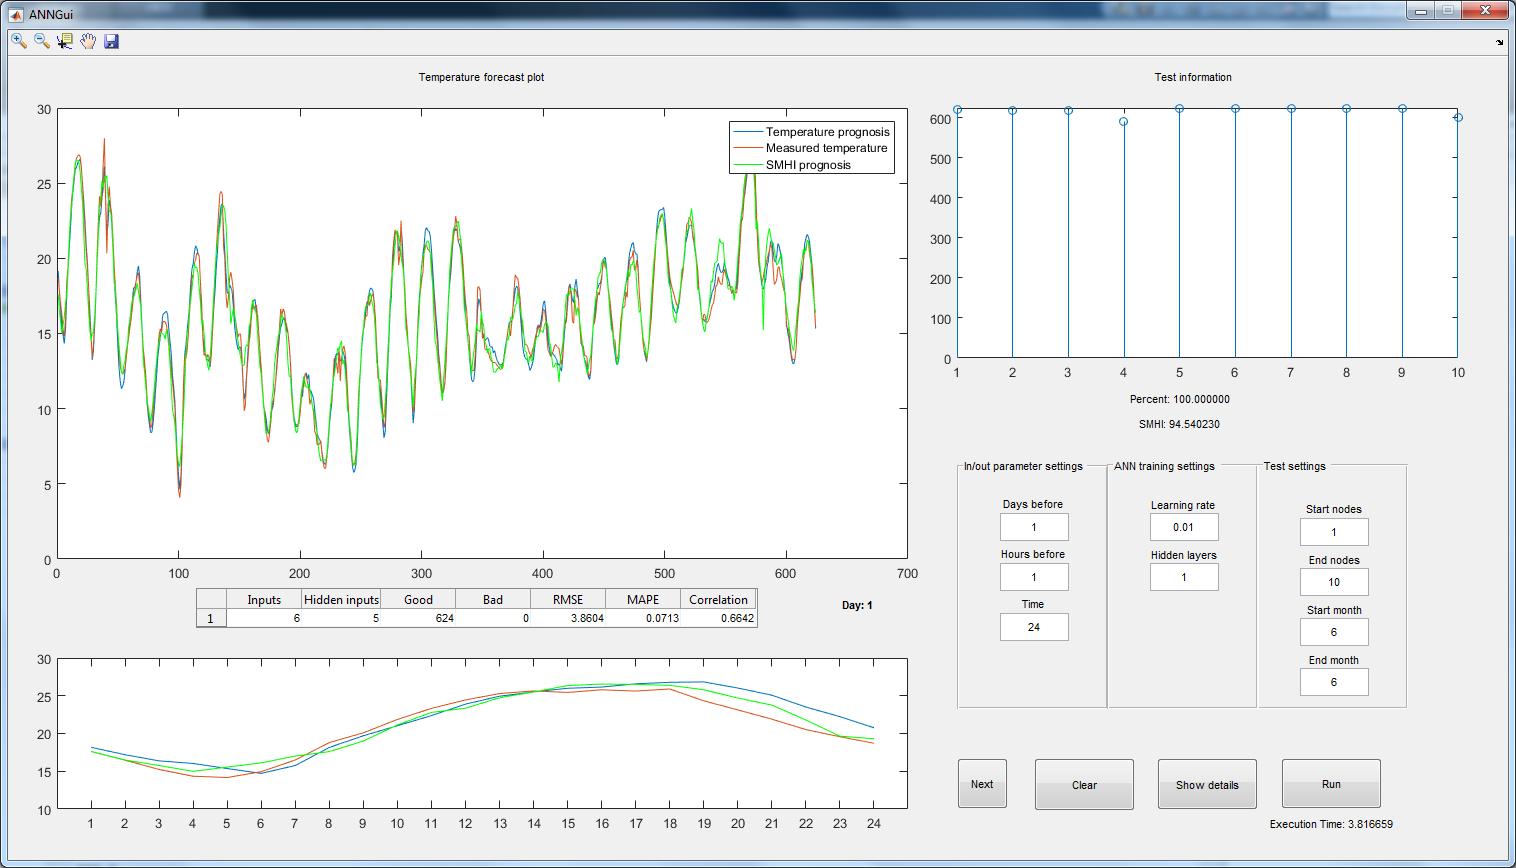 ANNGui
Temperature forecast plot
Test information
30
25
20
15
10
5
0
0 100 200 300 400 500 600 700
Temperature prognosis
Measured temperature
SMHI prognosis
600
500
400
300
200
100
0
1 2 3 4 5 6 7 8 9 10
Percent: 100.000000
SMHI: 94.540230
Inputs Hidden inputs Good Bad RMSE MAPE Correlation
1 6 5 624 0 3.8604 0.0713 0.6642
Day: 1
30
25
20
15
10
1 2 3 4 5 6 7 8 9 10 11 12 13 14 15 16 17 18 19 20 21 22 23 24
In/out parameter settings
Days before
1
Hours before
1
Time
24
ANN training settings
Learning rate
0.01
Hidden layers
1
Test settings
Start nodes
1
End nodes
10
Start month
6
End month
6
Next Clear Show details Run
Execution Time: 3.816659